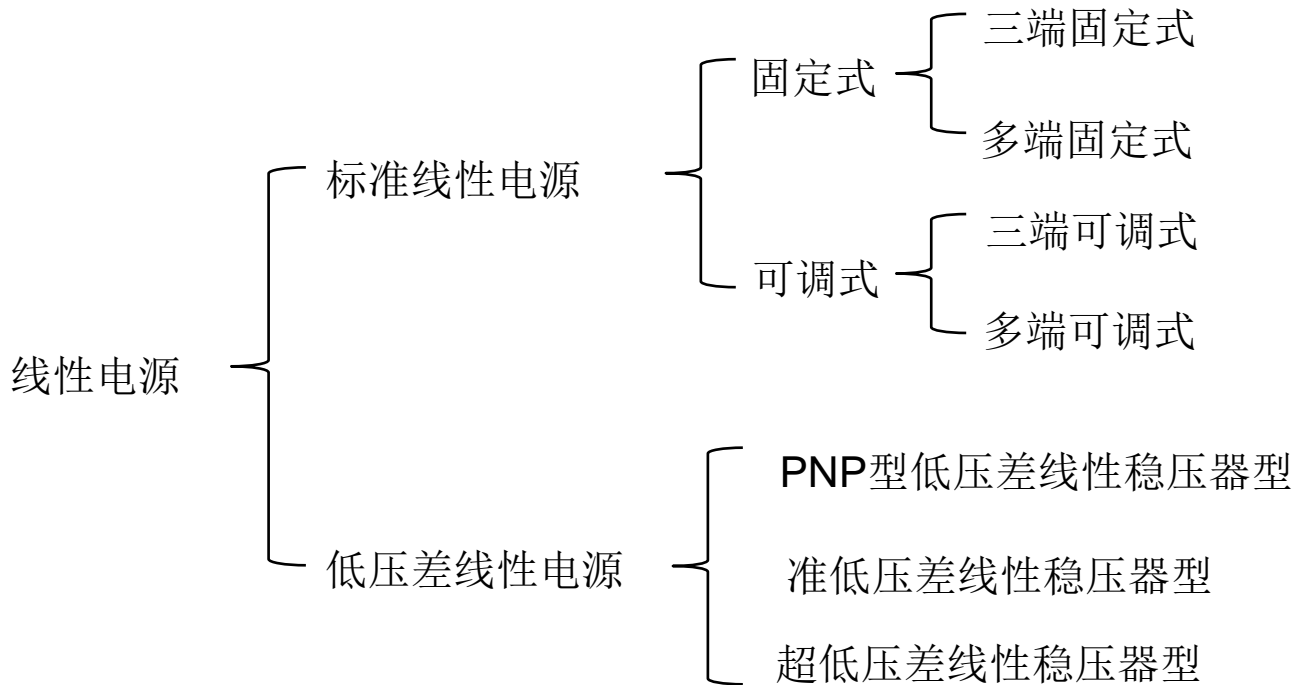 三端固定式
固定式
多端固定式
标准线性电源
三端可调式
可调式
多端可调式
线性电源
PNP型低压差线性稳压器型
低压差线性电源
准低压差线性稳压器型
超低压差线性稳压器型